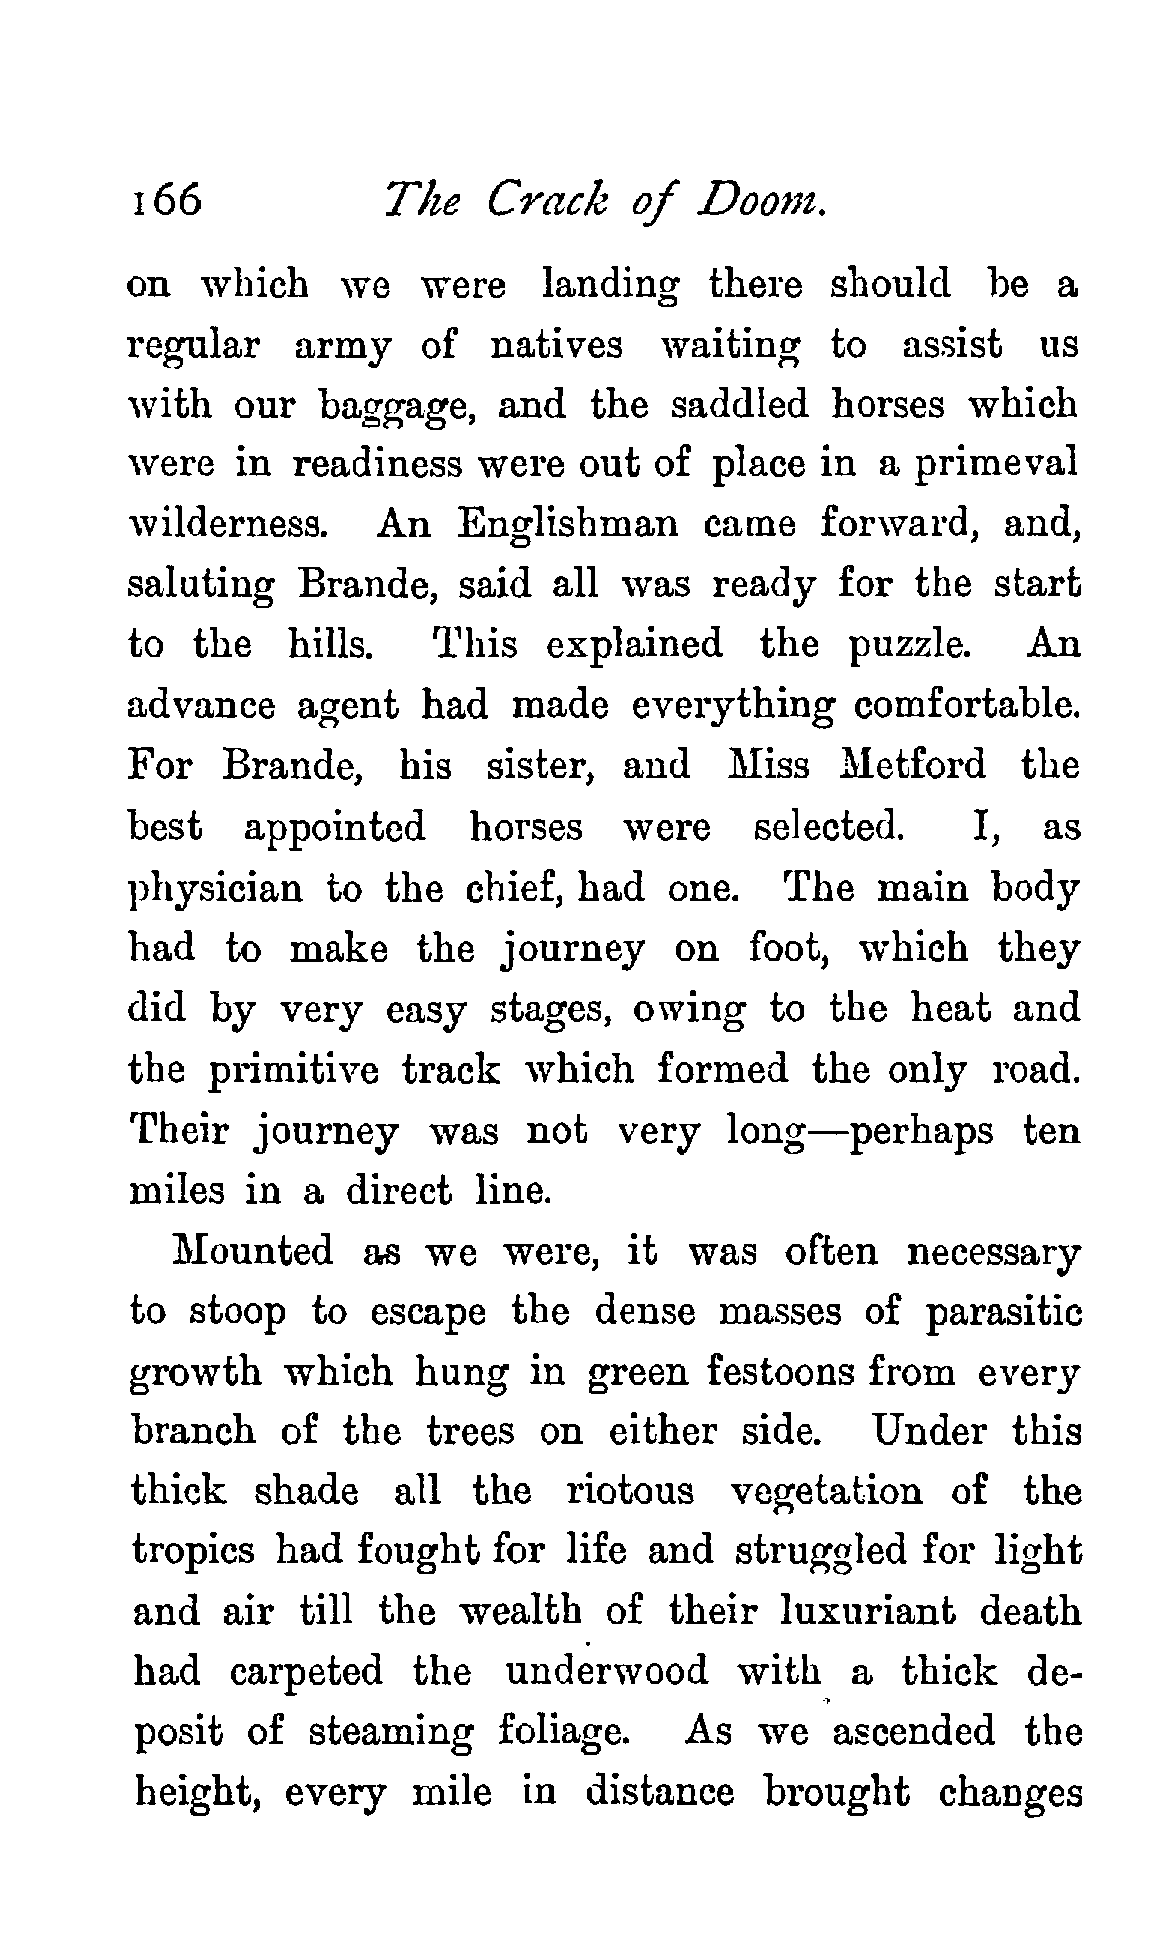 166 The Crack of Doom.
on which we were landing there should be a
regular army of natives waiting to assist us
with our baggage, and the saddled horses which
were in readiness were out of place in a primeval
wilderness. An Englishman came forward, and,
saluting Brande, said all was ready for the start
to the hills. This explained the puzzle. An
advance agent had made everything comfortable.
For Brande, his sister, and Miss Metford the
best appointed horses were selected. I, as
physician to the chief, had one. The main body
had to make the journey on foot, which they
did by very easy stages, owing to the heat and
the primitive track which formed the only road.
Their journey was not very long—perhaps ten
miles in a direct line.
Mounted as we were, it was often necessary
to stoop to escape the dense masses of parasitic
growth which hung in green festoons from every
branch of the trees on either side. Under this
thick shade all the riotous vegetation of the
tropics had fought for life and struggled for light
and air till the wealth of their luxuriant death
had carpeted the underwood with a thick de-
posit of steaming foliage. As we ascended the
height, every mile in distance brought changes